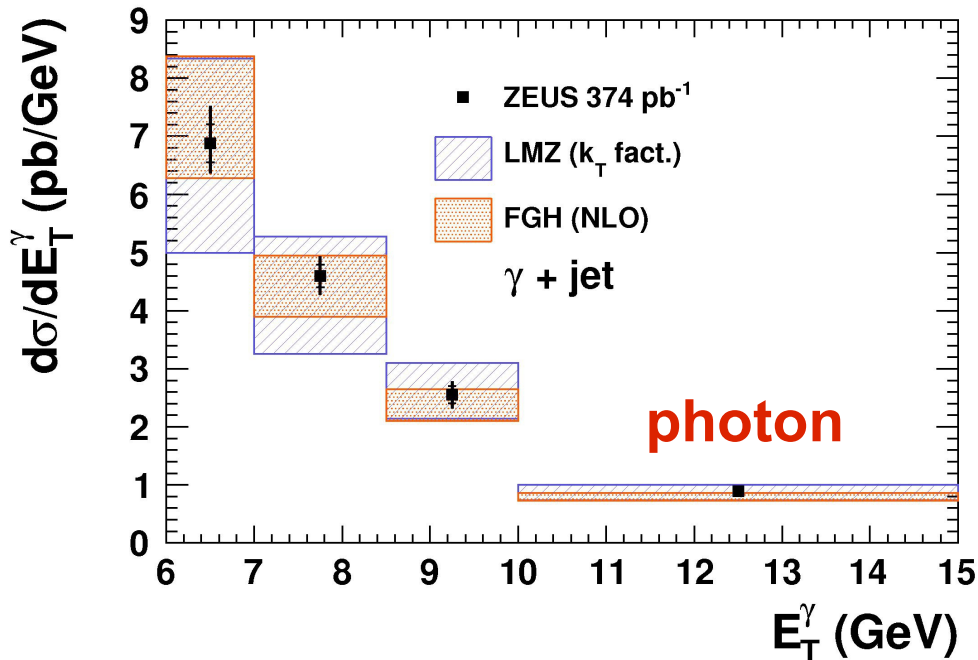 dσ/dE_T^γ (pb/GeV)
9
8
7
6
5
4
3
2
1
0
ZEUS 374 pb⁻¹
LMZ (k_T fact.)
FGH (NLO)
γ + jet
photon
6 7 8 9 10 11 12 13 14 15
E_T^γ (GeV)